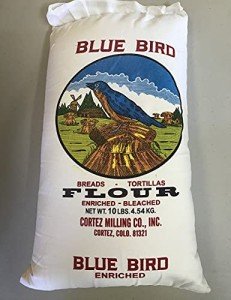 BLUE BIRD
BREADS - TORTILLAS
FLOUR
ENRICHED - BLEACHED
NET WT. 10 LBS. 4.54 KG.
CORTEZ MILLING CO., INC.
CORTEZ, COLO. 81321
BLUE BIRD
ENRICHED